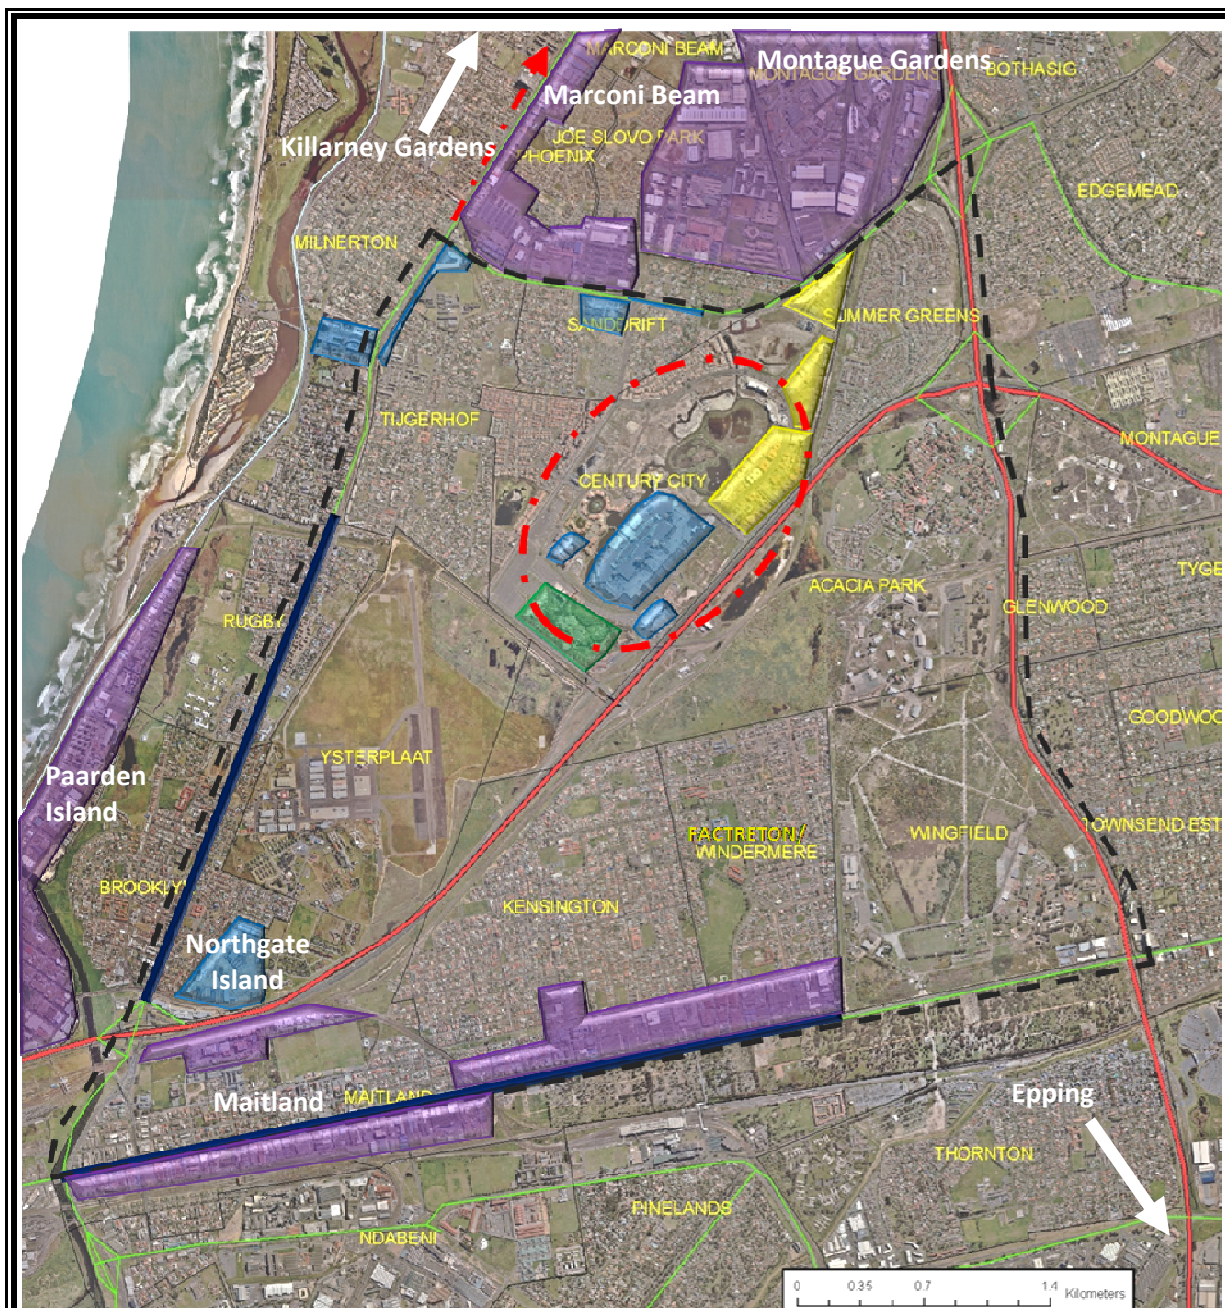 MARCONI BEAM
Montague Gardens
MONTAGUE GARDENS
BOTHASIG
Marconi Beam
Killarney Gardens
JOE SLOVO PARK
PHOENIX
EDGEMEAD
MILNERTON
SUMMER GREENS
SANDDRIFT
TIJGERHOF
MONTAGUE
CENTURY CITY
TYGE
ACACIA PARK
GLENWOOD
RUGBY
GOODWOO
YSTERPLAAT
Paarden
Island
FACTRETON/
WINDERMERE
WINGFIELD
TOWNSEND EST
BROOKLY
KENSINGTON
Northgate
Island
Maitland
MAITLAND
Epping
THORNTON
PINELANDS
NDABENI
0 0.35 0.7 1.4
Kilometers